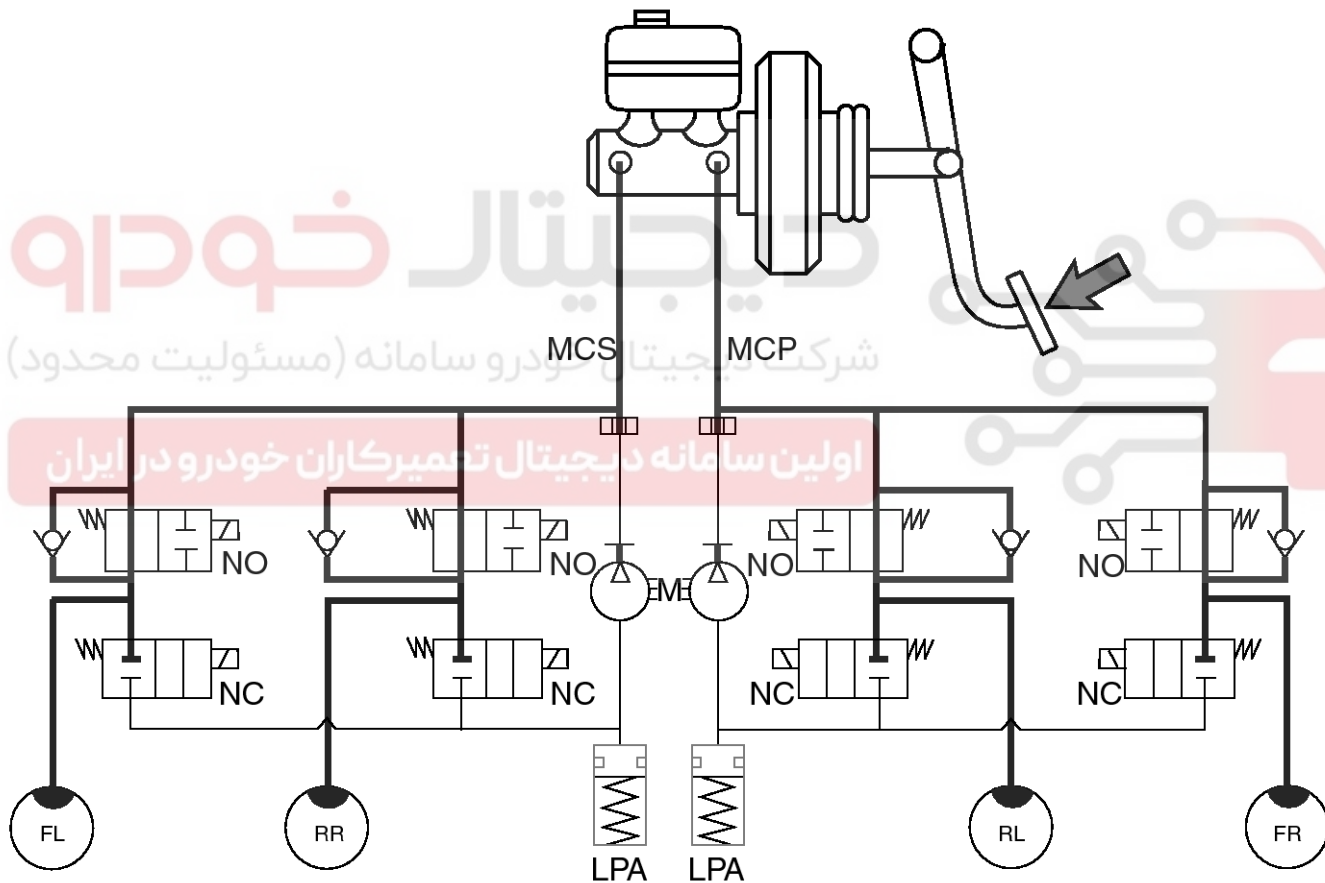 دیجیتال خودرو
MCS
MCP
شرکت دیجیتال خودرو سامانه (مسئولیت محدود)
اولین سامانه دیجیتال تعمیرکاران خودرو در ایران
NO
NO
NO
NO
M
NC
NC
NC
NC
FL
RR
RL
FR
LPA
LPA